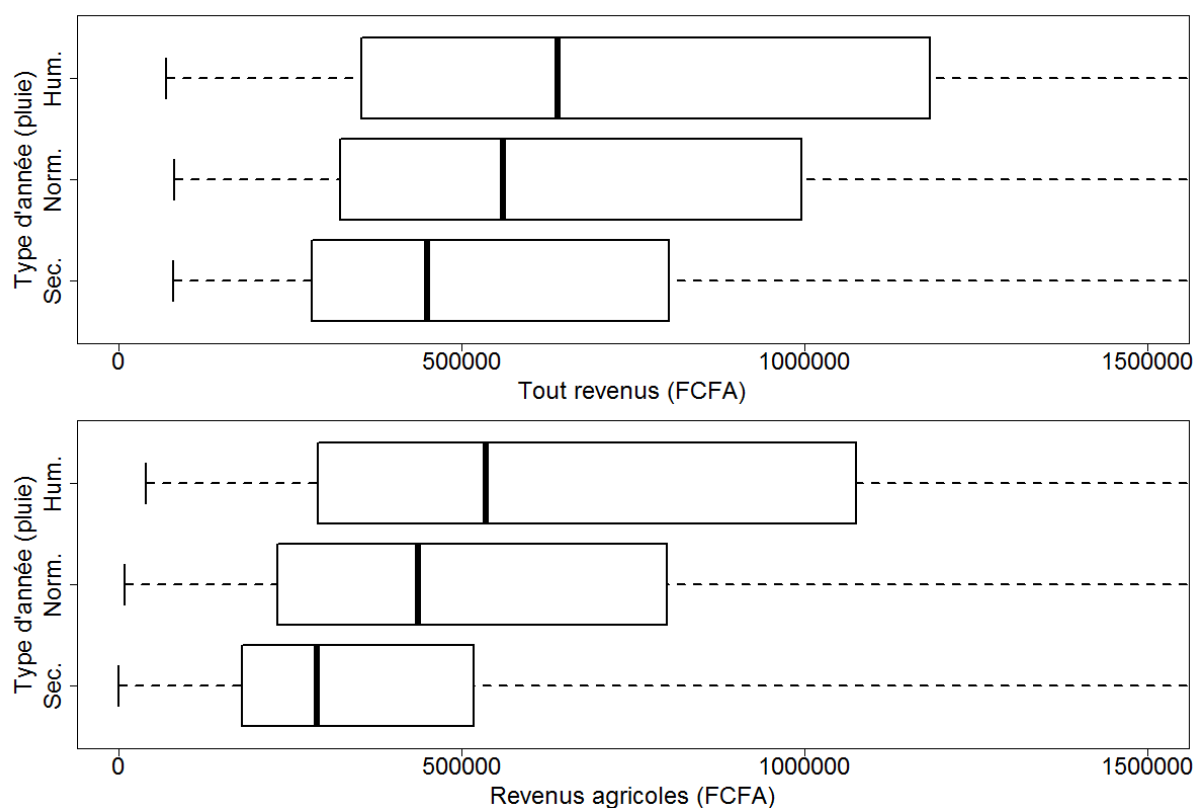 Type d'année (pluie)
Hum.
Norm.
Sec.
0 500000 1000000 1500000
Tout revenus (FCFA)
Type d'année (pluie)
Hum.
Norm.
Sec.
0 500000 1000000 1500000
Revenus agricoles (FCFA)